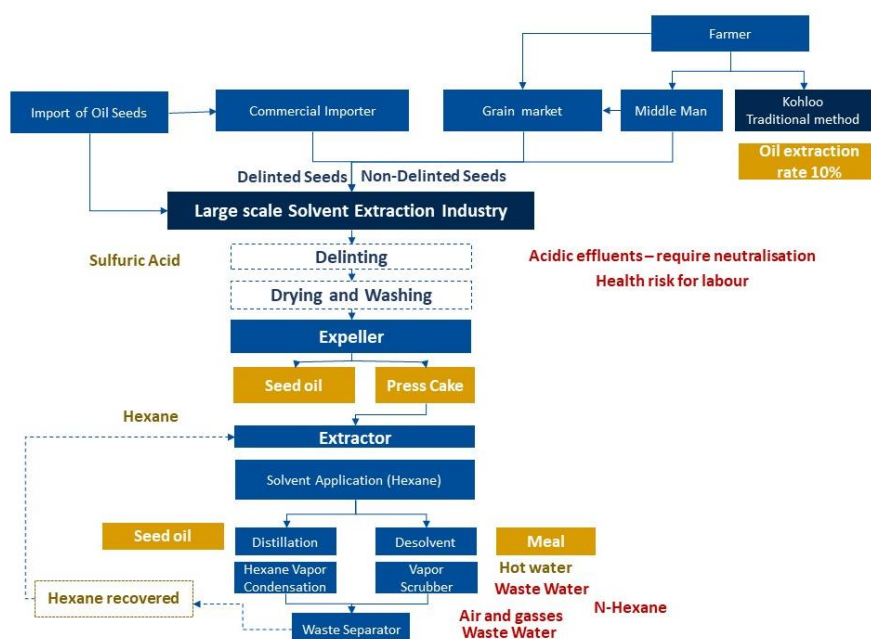 Farmer
Import of Oil Seeds
Commercial Importer
Grain market
Middle Man
Kohloo
Traditional method
Oil extraction
rate 10%
Delinted Seeds
Non-Delinted Seeds
Large scale Solvent Extraction Industry
Sulfuric Acid
Delinting
Acidic effluents – require neutralisation
Health risk for labour
Drying and Washing
Expeller
Seed oil
Press Cake
Hexane
Extractor
Solvent Application (Hexane)
Seed oil
Distillation
Desolvent
Meal
Hot water
Hexane Vapor
Condensation
Vapor
Scrubber
Waste Water
Hexane recovered
N-Hexane
Air and gasses
Waste Water
Waste Separator